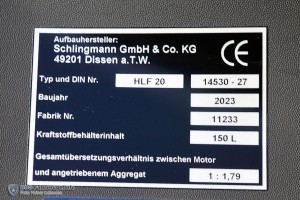 Aufbauhersteller:
Schlingmann GmbH & Co. KG
49201 Dissen a.T.W.
CE
Typ und DIN Nr. HLF 20 14530 - 27
Baujahr 2023
Fabrik Nr. 11233
Kraftstoffbehälterinhalt 150 L
Gesamtübersetzungsverhältnis zwischen Motor
und angetriebenem Aggregat 1 : 1,79